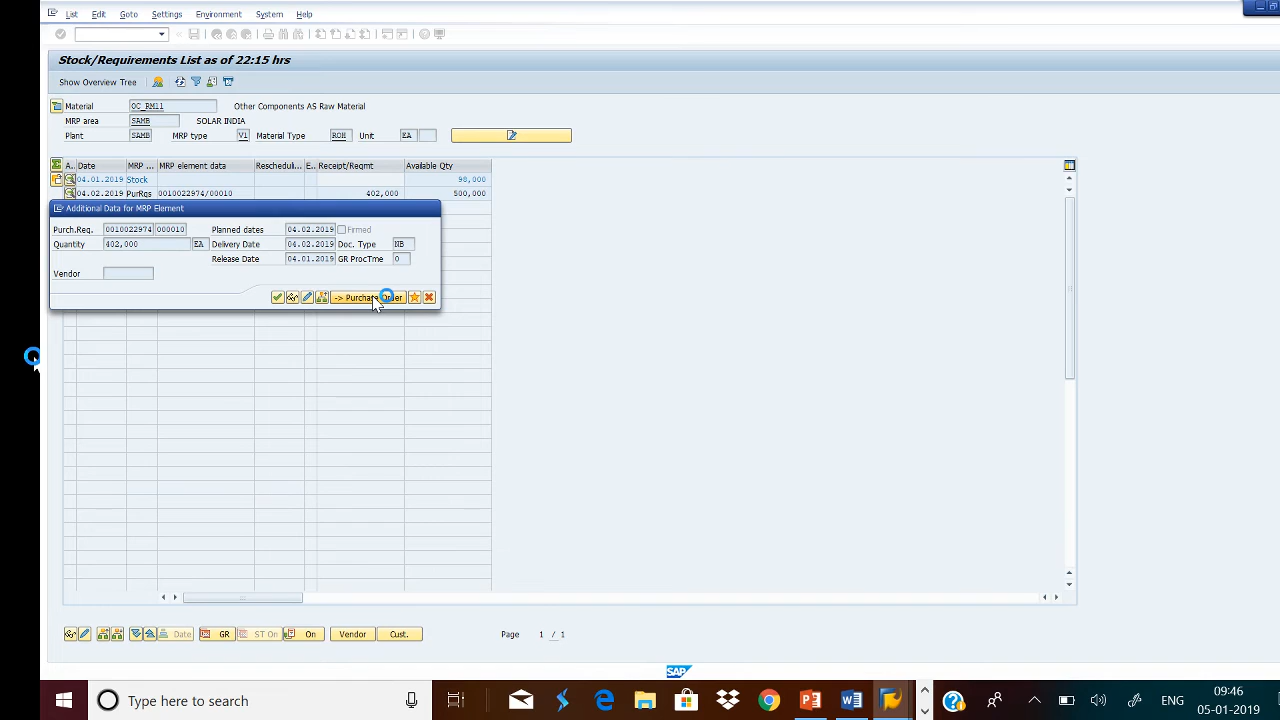 List Edit Goto Settings Environment System Help
Stock/Requirements List as of 22:15 hrs
Show Overview Tree
Material OC_RM11 Other Components AS Raw Material
MRP area SAMB SOLAR INDIA
Plant SAMB MRP type V1 Material Type ROH Unit EA
A.. Date MRP ... MRP element data Reschedul... E.. Receipt/Reqmt Available Qty
04.01.2019 Stock 98,000
04.02.2019 PurRqs 0010022974/00010 402,000 500,000
Additional Data for MRP Element
Purch.Req. 0010022974 000010 Planned dates 04.02.2019 Firmed
Quantity 402,000 EA Delivery Date 04.02.2019 Doc. Type NB
Release Date 04.01.2019 GR ProcTme 0
Vendor
-> Purchase Order
Date GR ST On On Vendor Cust. Page 1 / 1
SAP
Type here to search
ENG
09:46
05-01-2019